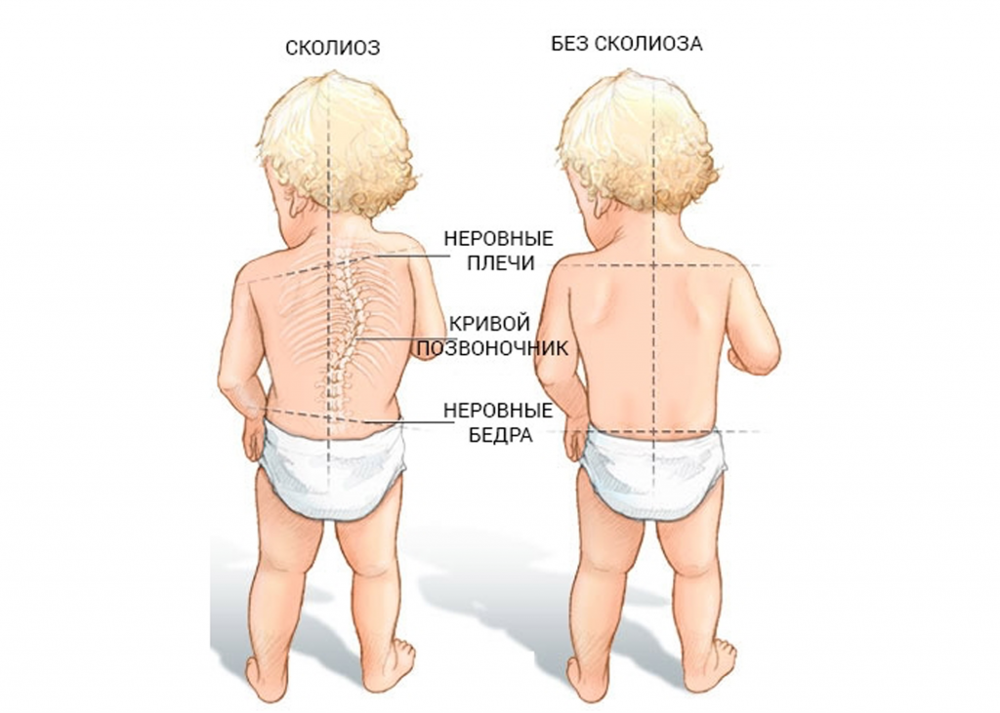 СКОЛИОЗ
БЕЗ СКОЛИОЗА
НЕРОВНЫЕ
ПЛЕЧИ
КРИВОЙ
ПОЗВОНОЧНИК
НЕРОВНЫЕ
БЕДРА